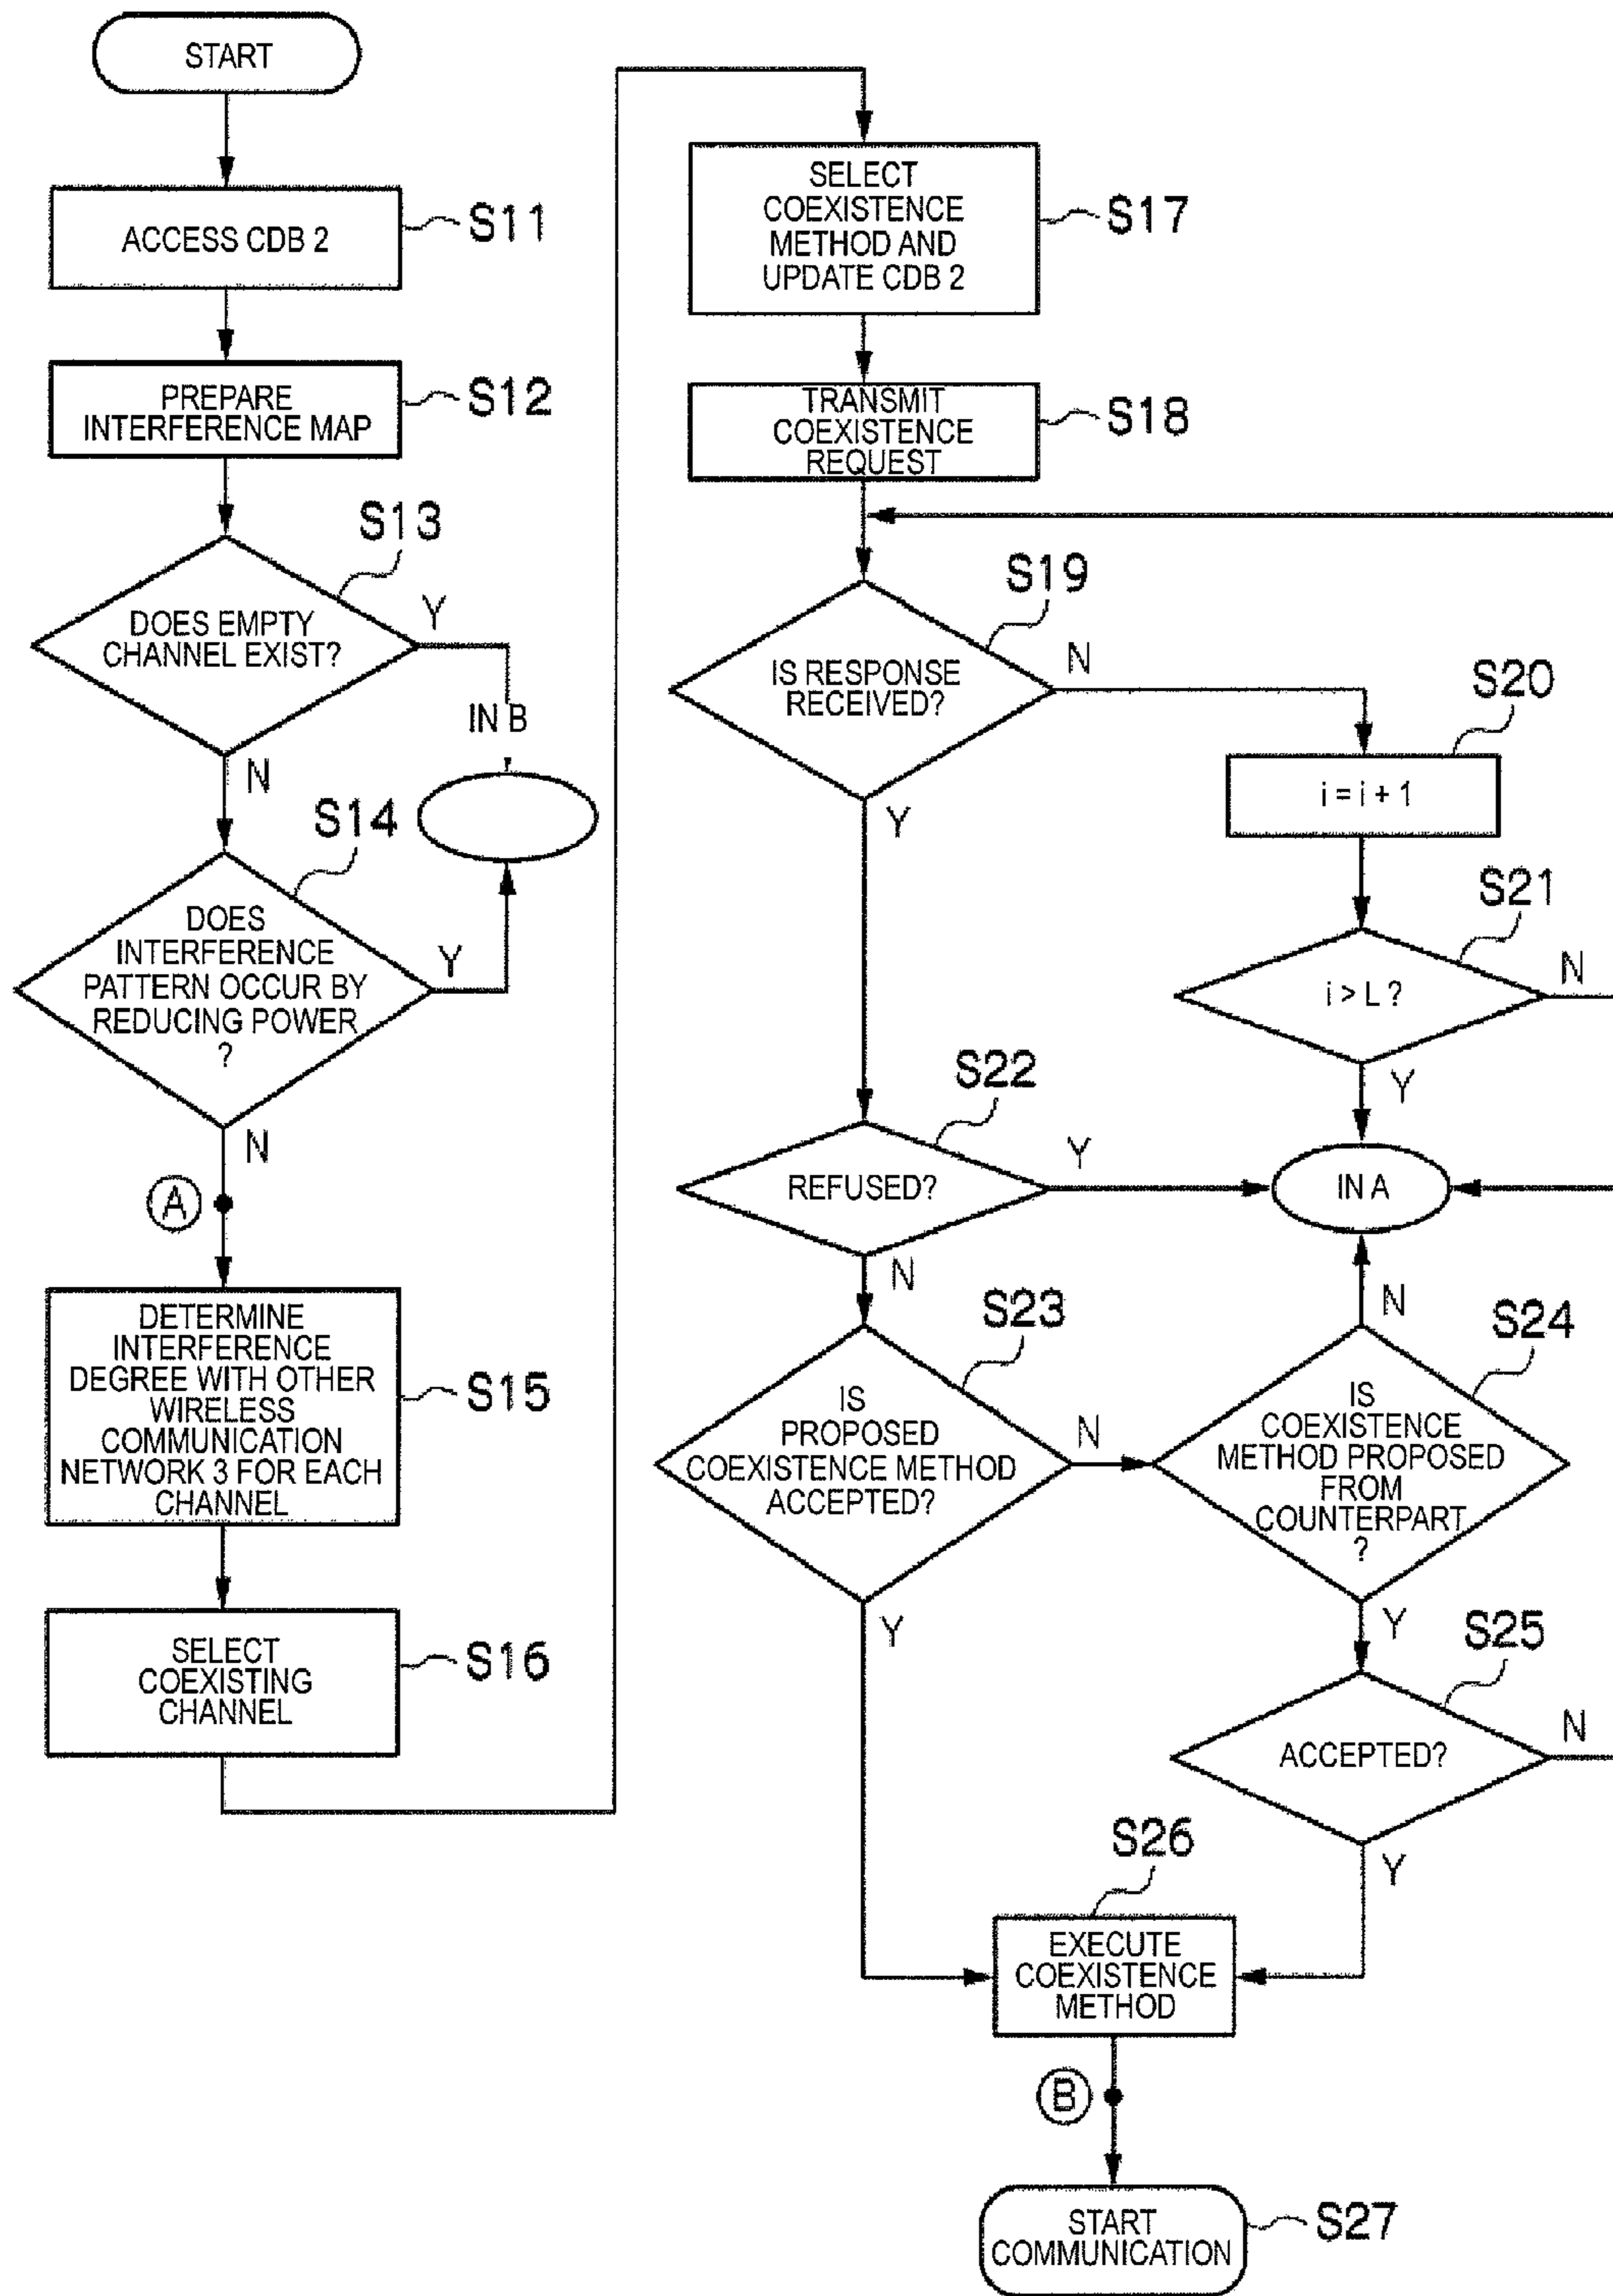 START
ACCESS CDB 2
S11
PREPARE
INTERFERENCE MAP
S12
S13
DOES EMPTY
CHANNEL EXIST?
Y
IN B
N
S14
DOES
INTERFERENCE
PATTERN OCCUR BY
REDUCING POWER
?
Y
N
A
DETERMINE
INTERFERENCE
DEGREE WITH OTHER
WIRELESS
COMMUNICATION
NETWORK 3 FOR EACH
CHANNEL
S15
SELECT
COEXISTING
CHANNEL
S16
SELECT
COEXISTENCE
METHOD AND
UPDATE CDB 2
S17
TRANSMIT
COEXISTENCE
REQUEST
S18
S19
IS RESPONSE
RECEIVED?
N
Y
S20
i = i + 1
S21
i > L ?
N
Y
S22
REFUSED?
Y
IN A
N
S23
IS
PROPOSED
COEXISTENCE METHOD
ACCEPTED?
N
Y
S24
N
IS
COEXISTENCE
METHOD PROPOSED
FROM
COUNTERPART
?
Y
S25
ACCEPTED?
N
Y
S26
EXECUTE
COEXISTENCE
METHOD
B
START
COMMUNICATION
S27